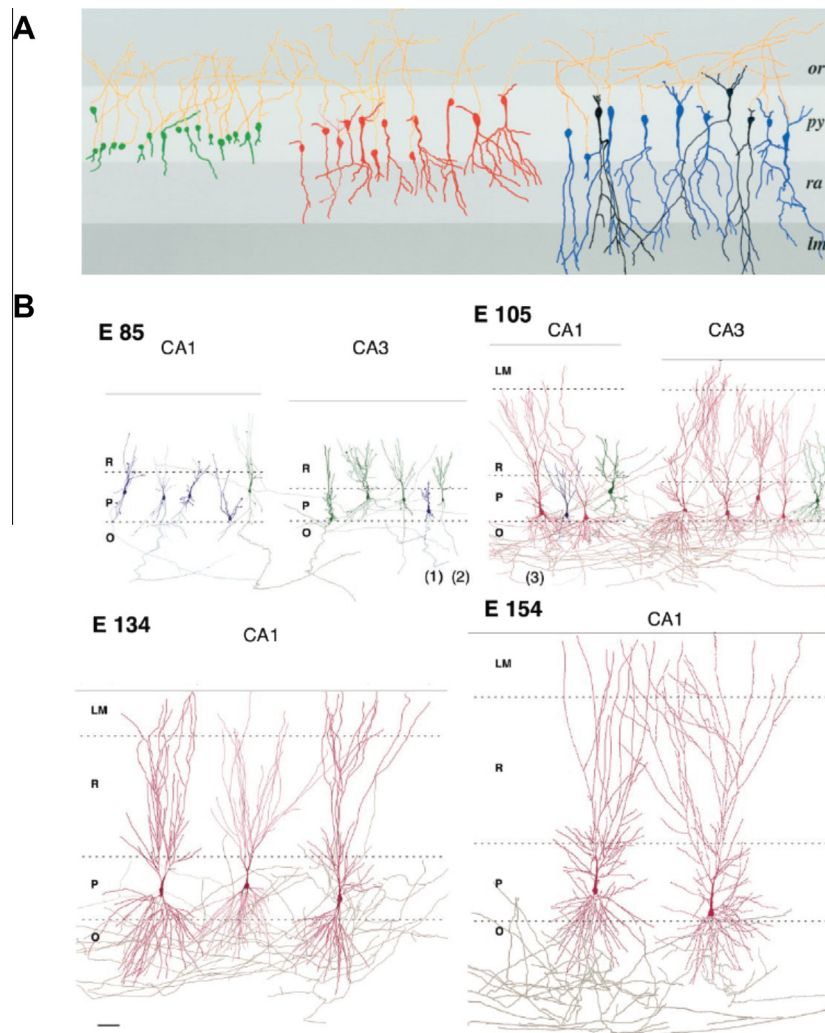 A
or
py
ra
lm
B
E 85
CA1
CA3
R
P
O
R
P
O
(1) (2)
E 105
CA1
CA3
LM
R
P
O
(3)
E 134
CA1
LM
R
P
O
E 154
CA1
LM
R
P
O